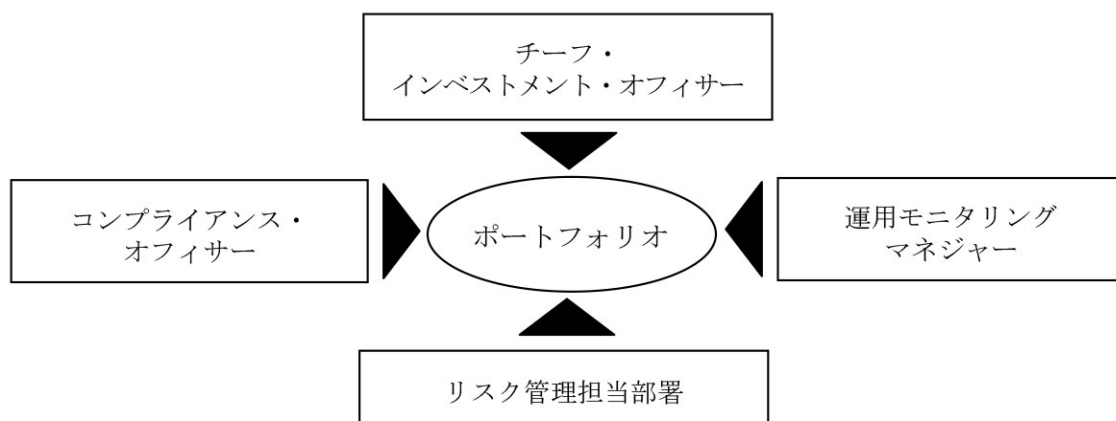 チーフ・
インベストメント・オフィサー
コンプライアンス・
オフィサー
ポートフォリオ
運用モニタリング
マネジャー
リスク管理担当部署